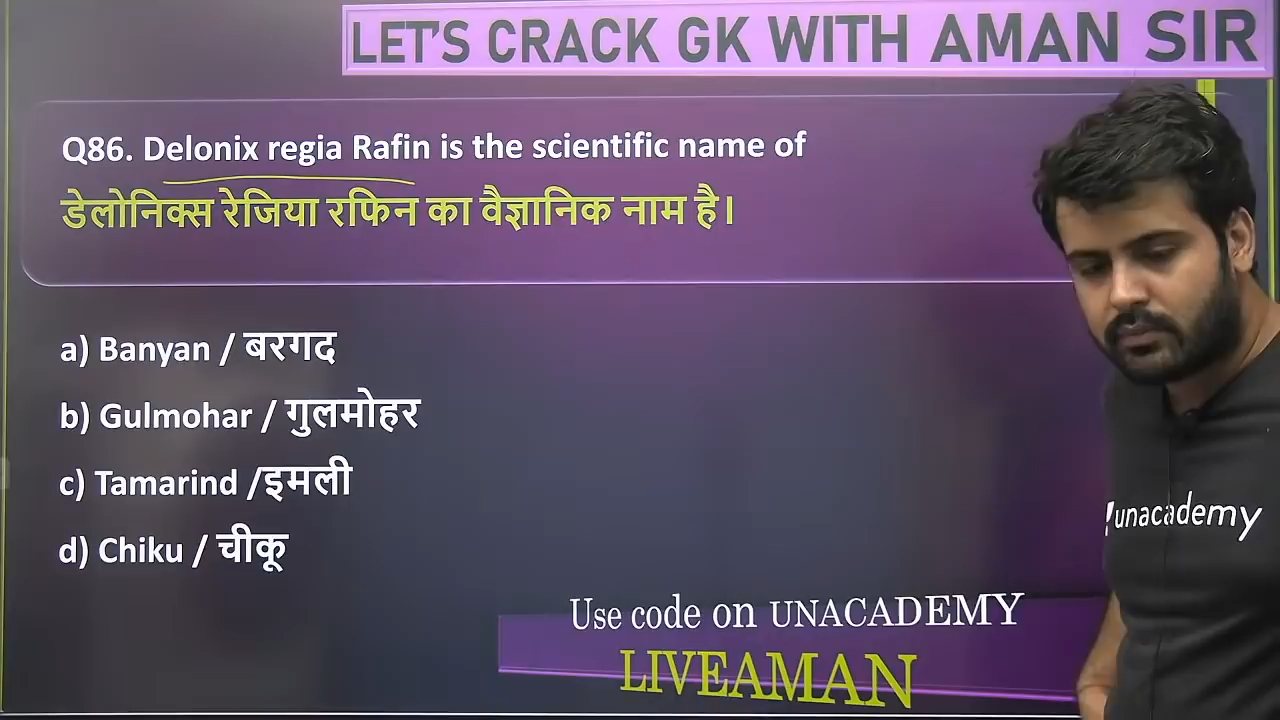 LET'S CRACK GK WITH AMAN SIR
Q86. Delonix regia Rafin is the scientific name of
डेलोनिक्स रेजिया रफिन का वैज्ञानिक नाम है।
a) Banyan / बरगद
b) Gulmohar / गुलमोहर
c) Tamarind /इमली
d) Chiku / चीकू
unacademy
Use code on UNACADEMY
LIVEAMAN